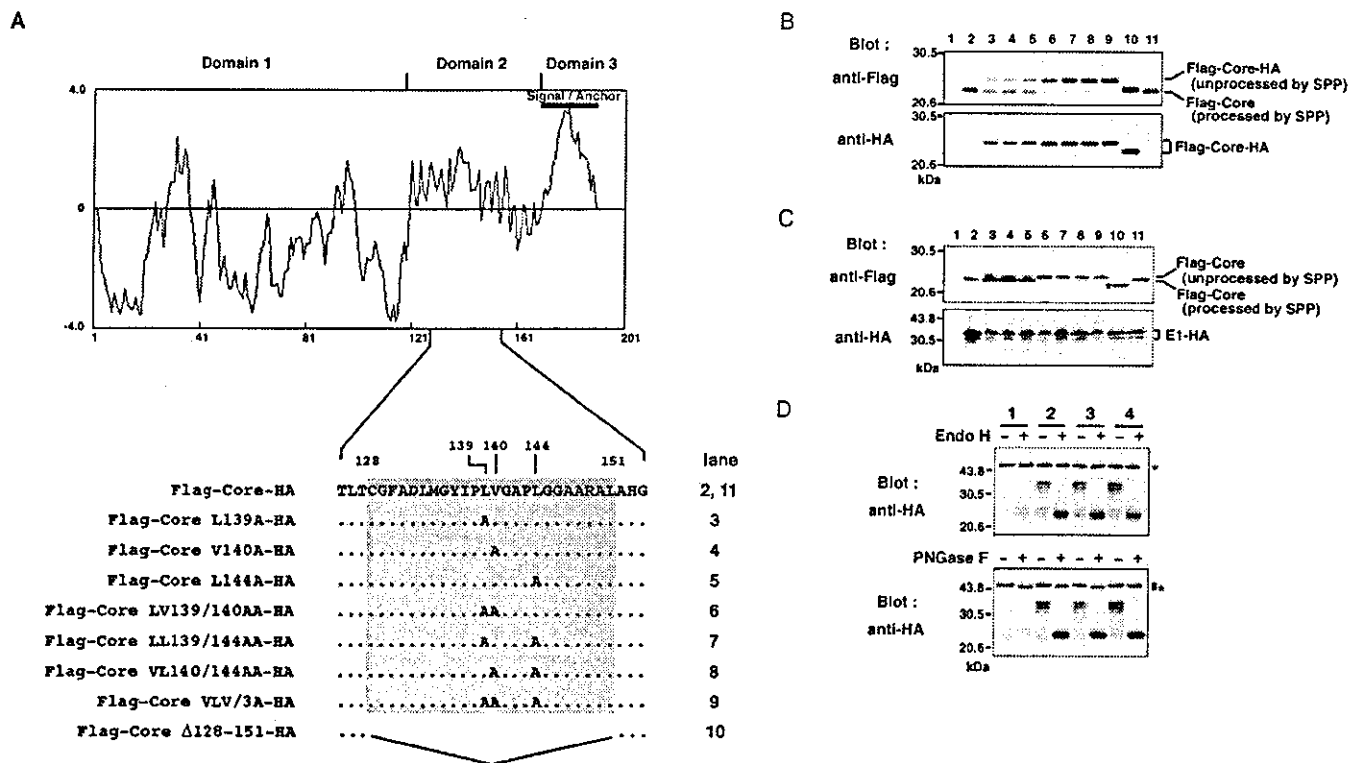 A
Domain 1 Domain 2 Domain 3
Signal / Anchor
4.0
0
-4.0
1 41 81 121 161 201
139 140 144
128 151 lane
Flag-Core-HA TLTCGFADLMGYIPLVGAPLGGAARALAHG 2, 11
Flag-Core L139A-HA ...............A.............. 3
Flag-Core V140A-HA ................A............. 4
Flag-Core L144A-HA ....................A......... 5
Flag-Core LV139/140AA-HA ...............AA............. 6
Flag-Core LL139/144AA-HA ...............A....A......... 7
Flag-Core VL140/144AA-HA ................A...A......... 8
Flag-Core VLV/3A-HA ...............AA...A......... 9
Flag-Core Δ128-151-HA ... ... 10
B
Blot : 1 2 3 4 5 6 7 8 9 10 11
30.5
anti-Flag
20.6
Flag-Core-HA
(unprocessed by SPP)
Flag-Core
(processed by SPP)
30.5
anti-HA
20.6
kDa
Flag-Core-HA
C
Blot : 1 2 3 4 5 6 7 8 9 10 11
30.5
anti-Flag
20.6
Flag-Core
(unprocessed by SPP)
Flag-Core
(processed by SPP)
43.8
anti-HA
30.5
kDa
E1-HA
D
1 2 3 4
Endo H - + - + - + - +
43.8 *
Blot : 30.5
anti-HA
20.6
PNGase F - + - + - + - +
43.8
Blot : 30.5
anti-HA
20.6
kDa